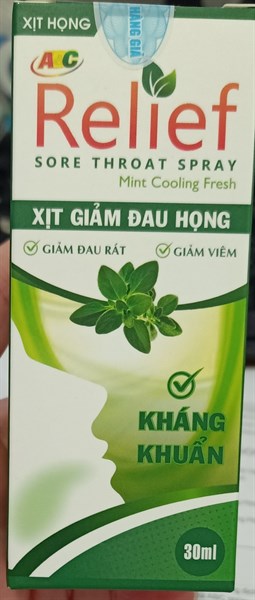 XỊT HỌNG
HÀNG GIẢ
ABC
Relief
SORE THROAT SPRAY
Mint Cooling Fresh
XỊT GIẢM ĐAU HỌNG
GIẢM ĐAU RÁT
GIẢM VIÊM
KHÁNG
KHUẨN
30ml